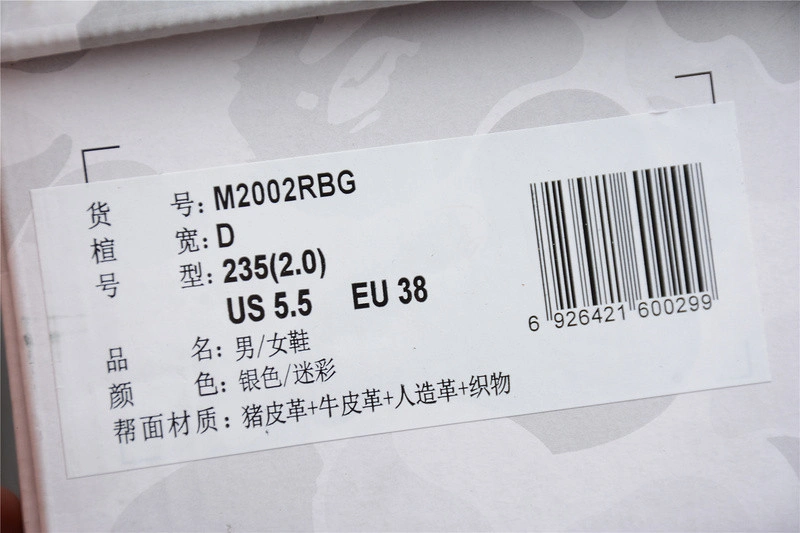 货 号: M2002RBG
楦 宽: D
号 型: 235(2.0)
US 5.5 EU 38
品 名: 男/女鞋
颜 色: 银色/迷彩
帮面材质: 猪皮革+牛皮革+人造革+织物
6 926421 600299